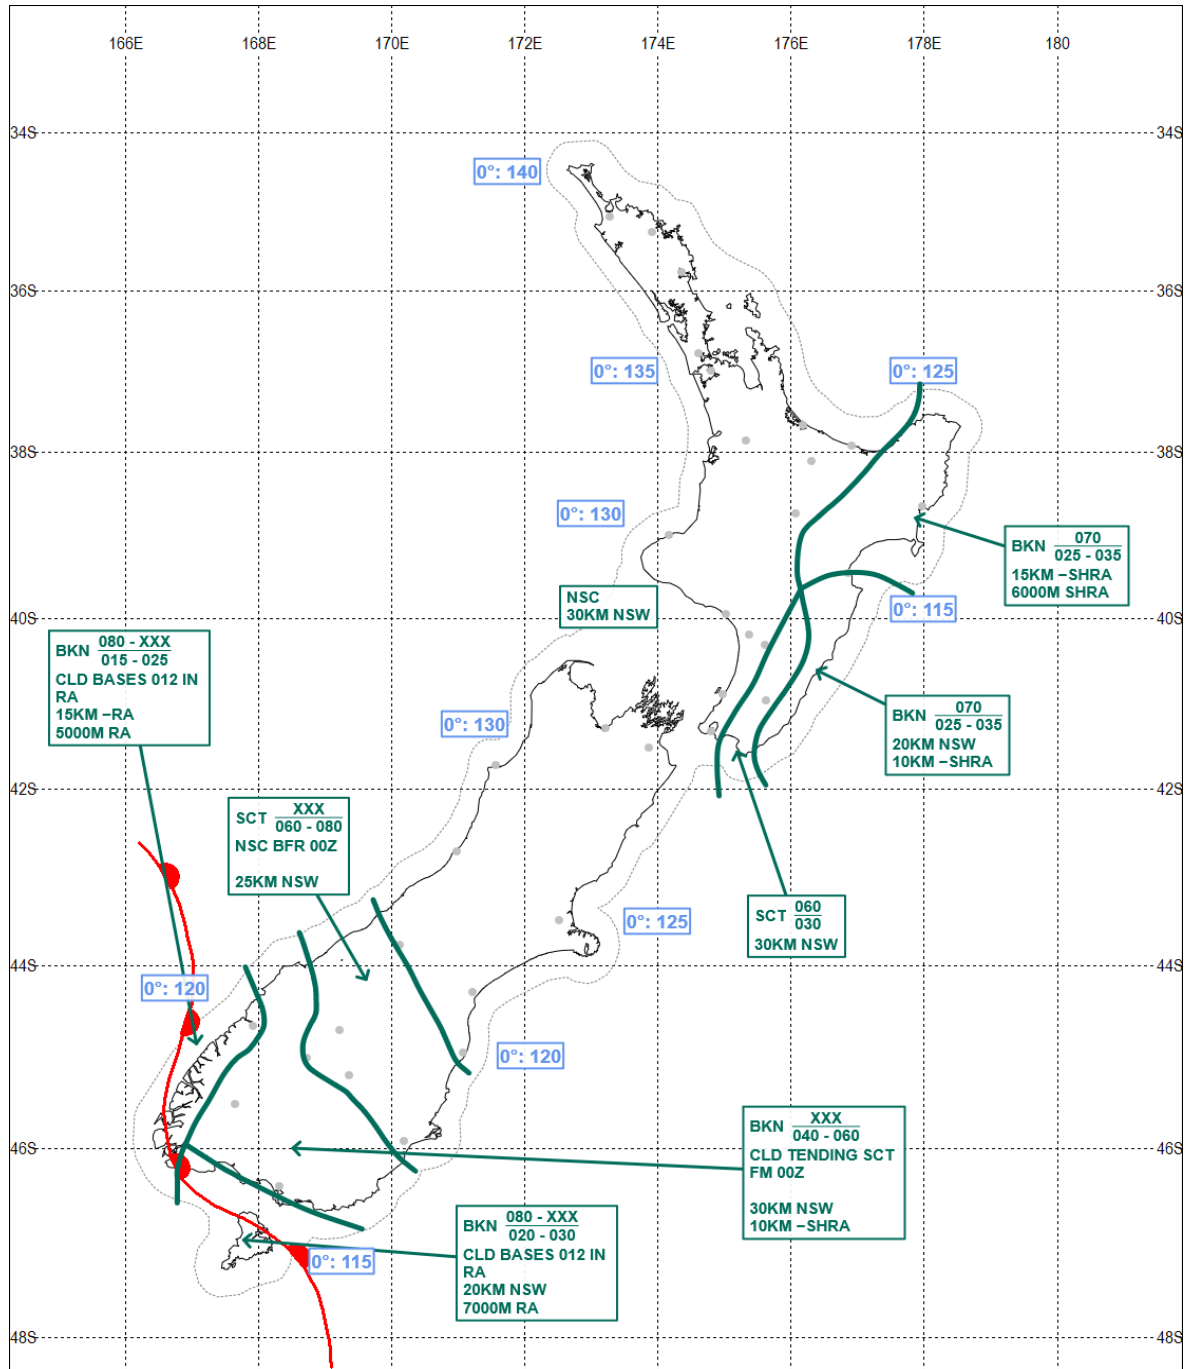 166E 168E 170E 172E 174E 176E 178E 180
34S 34S
0°: 140
36S 36S
0°: 135
0°: 125
38S 38S
0°: 130
BKN 070
025 - 035
15KM –SHRA
6000M SHRA
NSC
30KM NSW
0°: 115
40S 40S
BKN 080 - XXX
015 - 025
CLD BASES 012 IN
RA
15KM –RA
5000M RA
0°: 130
BKN 070
025 - 035
20KM NSW
10KM –SHRA
42S 42S
SCT XXX
060 - 080
NSC BFR 00Z
25KM NSW
SCT 060
030
30KM NSW
0°: 125
44S 44S
0°: 120
0°: 120
BKN XXX
040 - 060
CLD TENDING SCT
FM 00Z
30KM NSW
10KM –SHRA
46S 46S
BKN 080 - XXX
020 - 030
CLD BASES 012 IN
RA
20KM NSW
7000M RA
0°: 115
48S 48S